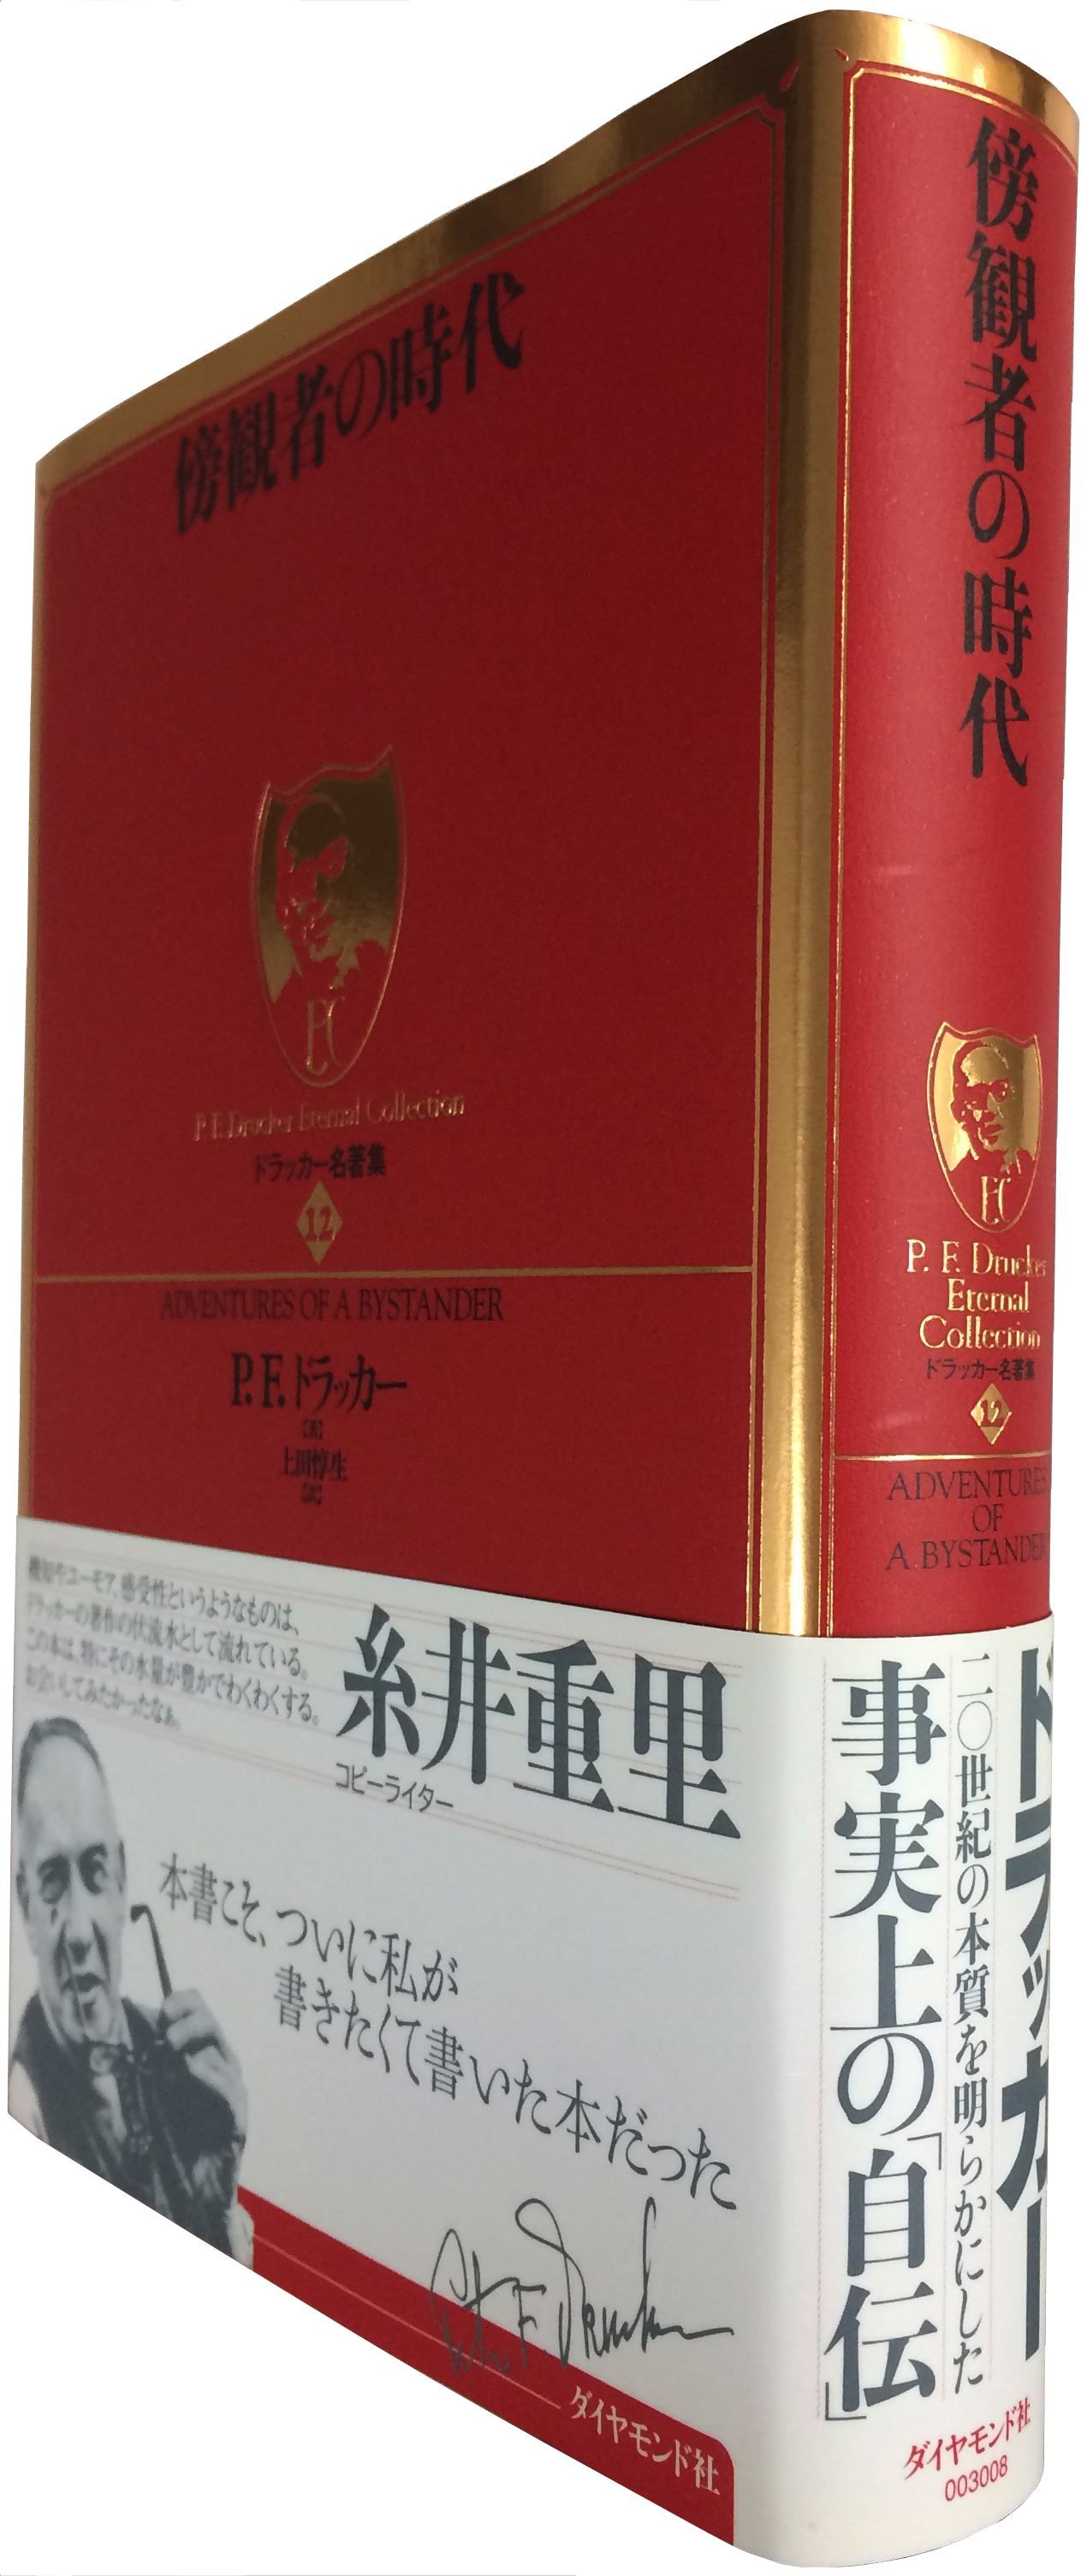 傍観者の時代
P. F. Drucker Eternal Collection
ドラッカー名著集
12
ADVENTURES OF A BYSTANDER
P.F.ドラッカー
[著]
上田惇生
[訳]
機知やユーモア、感受性というようなものは、
ドラッカーの著作の伏流水として流れている。
この本は、特にその水量が豊かでわくわくする。
お会いしてみたかったなぁ。
糸井重里
コピーライター
本書こそ、ついに私が
書きたくて書いた本だった
Peter F. Drucker
ダイヤモンド社
傍観者の時代
EC
P. F. Drucker
Eternal
Collection
ドラッカー名著集
12
ADVENTURES
OF
A BYSTANDER
ドラッカー
二〇世紀の本質を明らかにした
事実上の「自伝」
ダイヤモンド社
003008